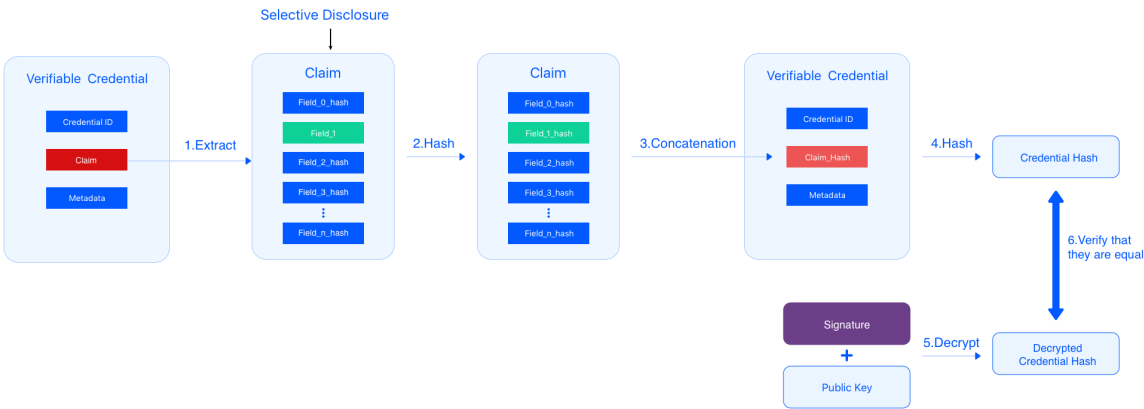 Selective Disclosure
Verifiable Credential
Credential ID
Claim
Metadata
1.Extract
Claim
Field_0_hash
Field_1
Field_2_hash
Field_3_hash
Field_n_hash
2.Hash
Claim
Field_0_hash
Field_1_hash
Field_2_hash
Field_3_hash
Field_n_hash
3.Concatenation
Verifiable Credential
Credential ID
Claim_Hash
Metadata
4.Hash
Credential Hash
6.Verify that
they are equal
Signature
+
Public Key
5.Decrypt
Decrypted
Credential Hash